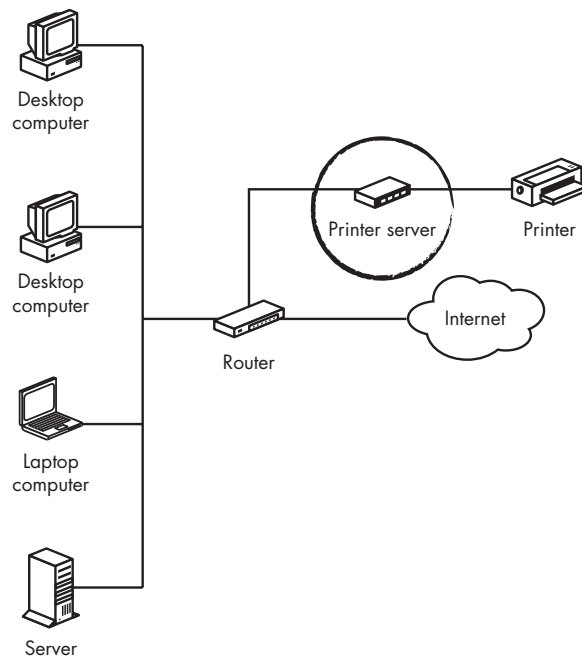 Desktop
computer
Printer server
Printer
Desktop
computer
Internet
Router
Laptop
computer
Server